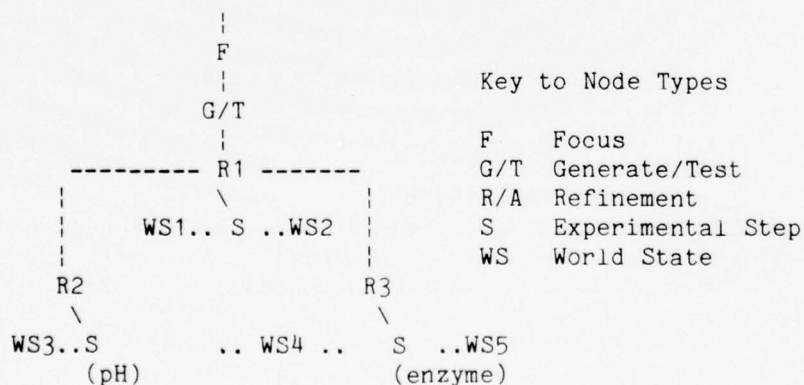 F
Key to Node Types
G/T
F Focus
---------- R1 ------- G/T Generate/Test
R/A Refinement
WS1.. S ..WS2 S Experimental Step
WS World State
R2 R3
WS3..S .. WS4 .. S ..WS5
(pH) (enzyme)